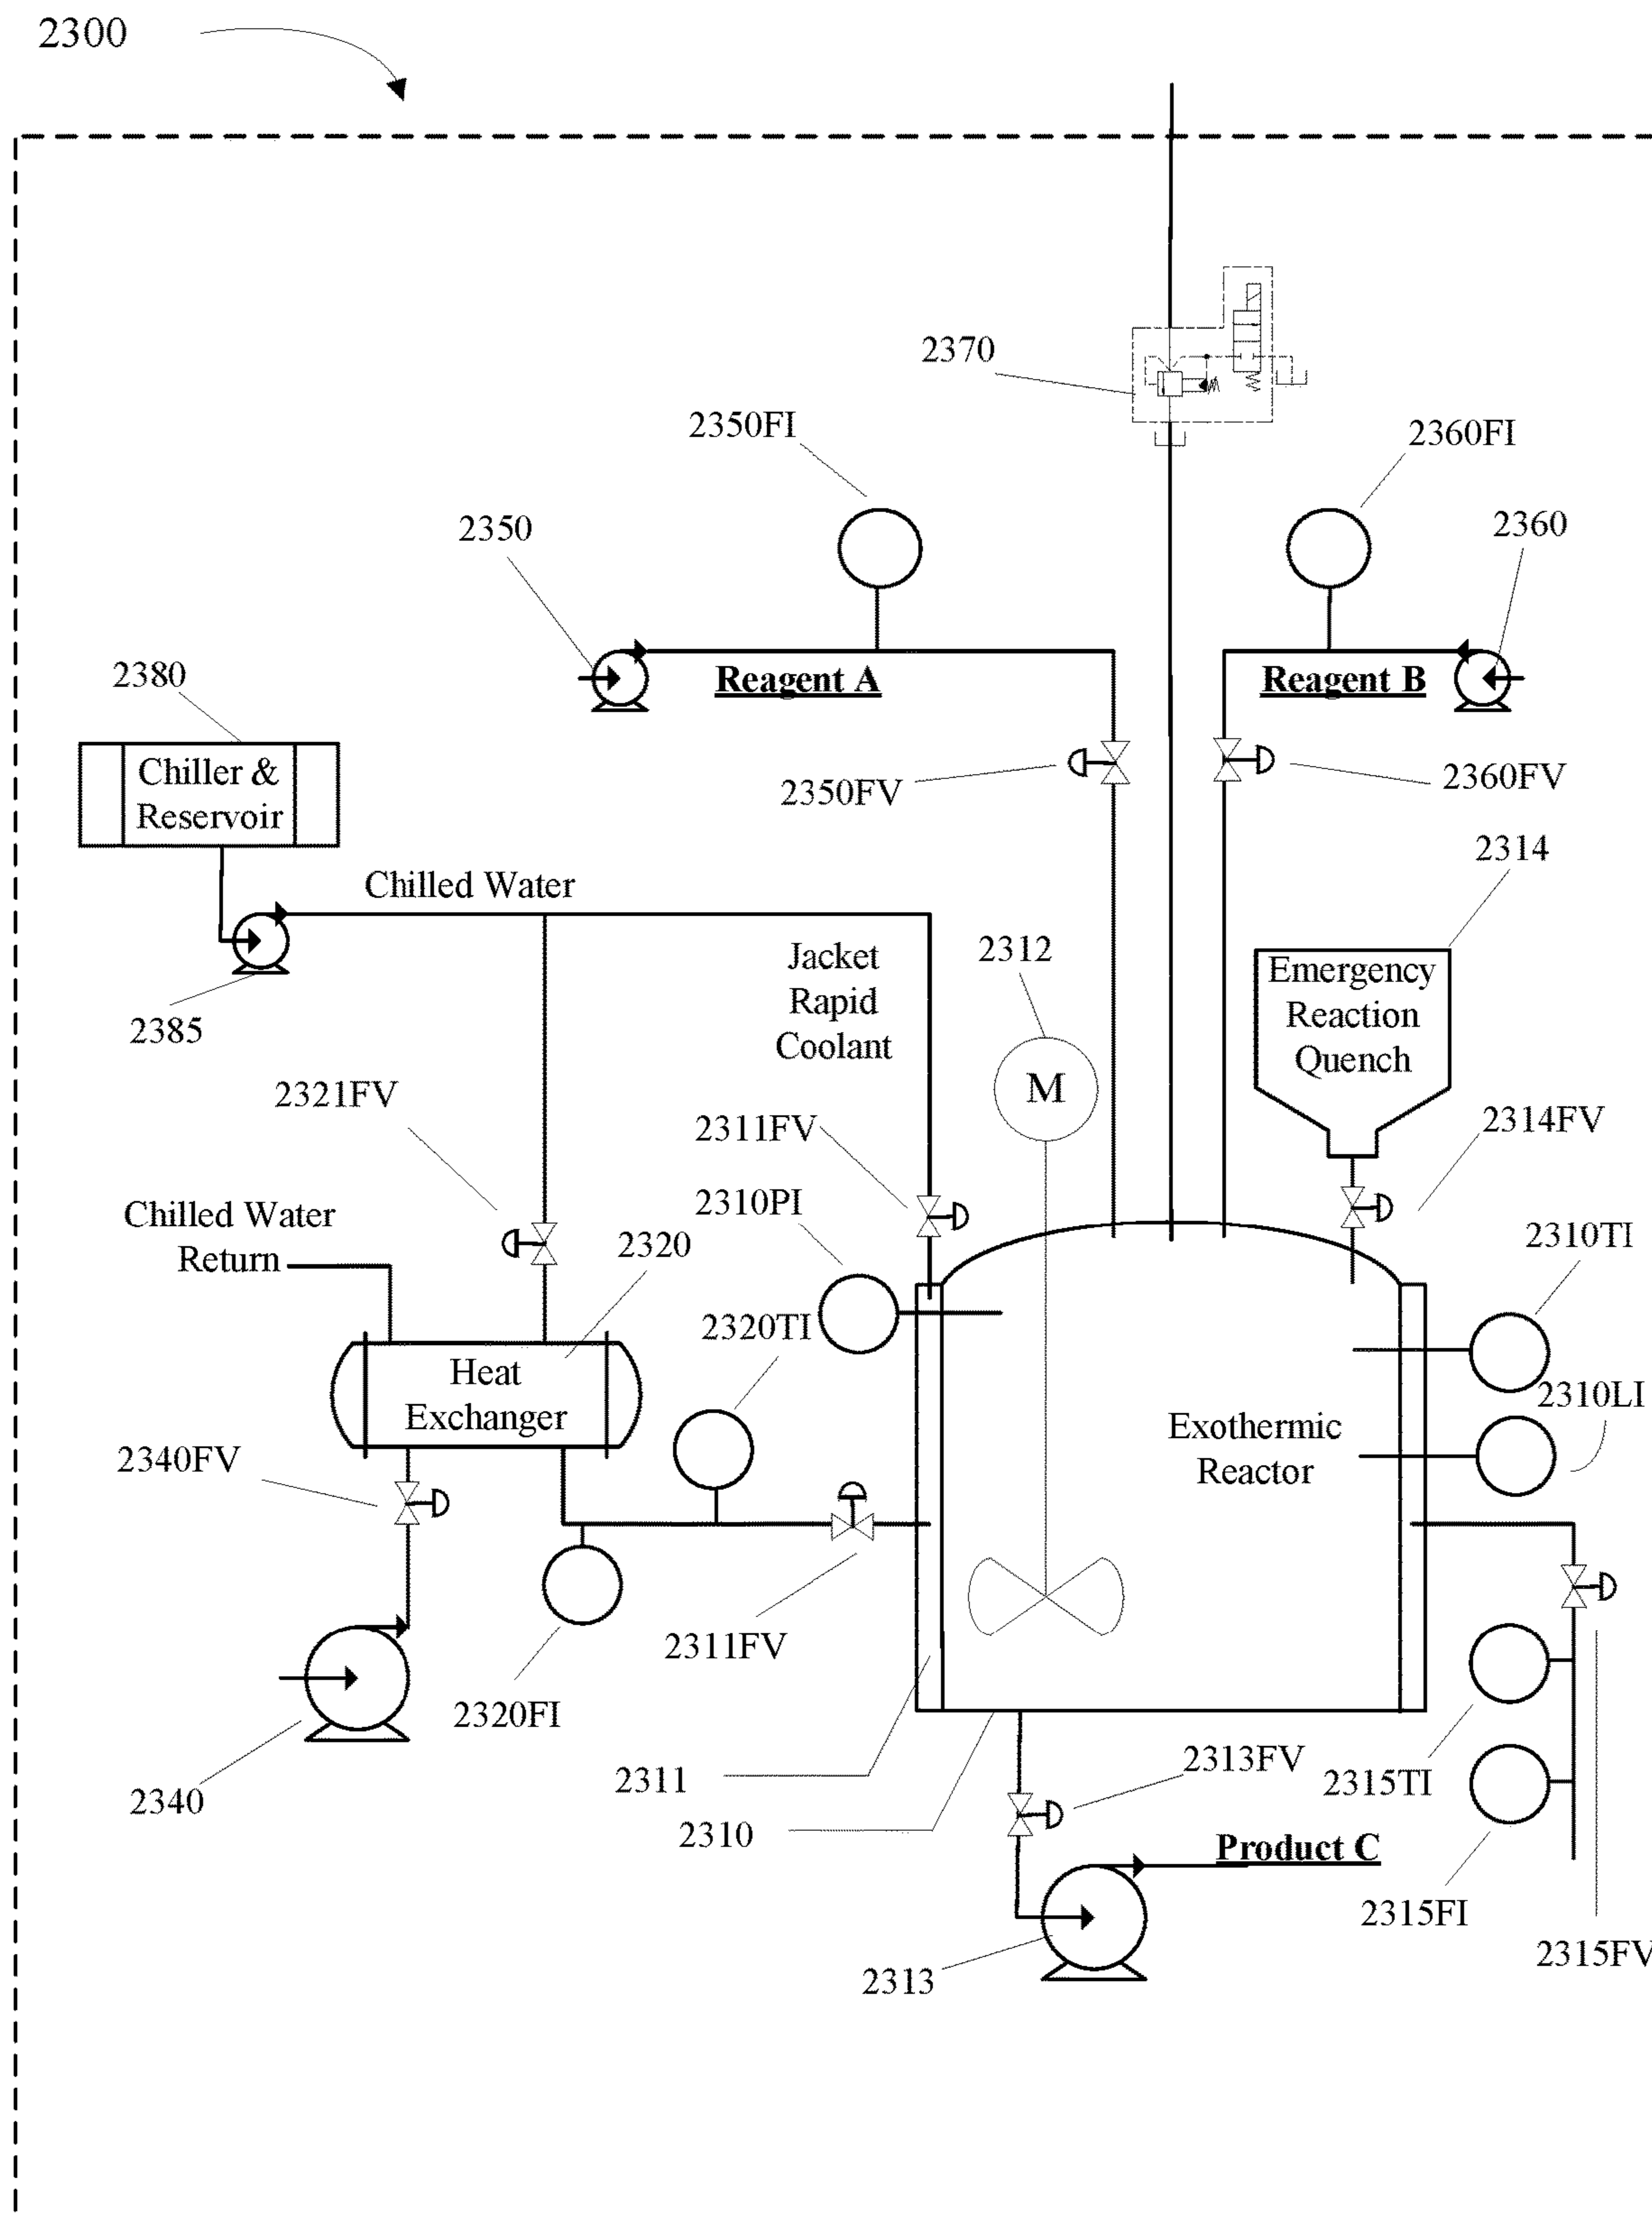 2300
2370
2350FI
2360FI
2350
2360
Reagent A
Reagent B
2380
Chiller &
Reservoir
2350FV
2360FV
2314
Chilled Water
2312
Jacket
Rapid
Coolant
Emergency
Reaction
Quench
2385
M
2321FV
2311FV
2314FV
2310PI
Chilled Water
Return
2320
2310TI
2320TI
Heat
Exchanger
2310LI
Exothermic
Reactor
2340FV
2311FV
2320FI
2340
2311
2313FV
2315TI
2310
Product C
2315FI
2315FV
2313